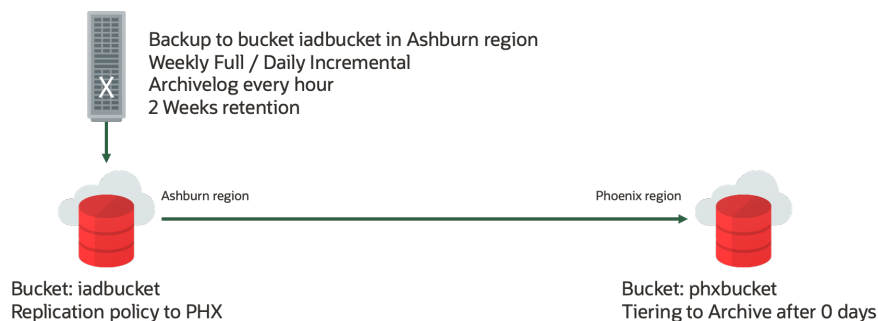 Backup to bucket iadbucket in Ashburn region
Weekly Full / Daily Incremental
Archivelog every hour
2 Weeks retention
X
Ashburn region
Phoenix region
Bucket: iadbucket
Replication policy to PHX
Bucket: phxbucket
Tiering to Archive after 0 days